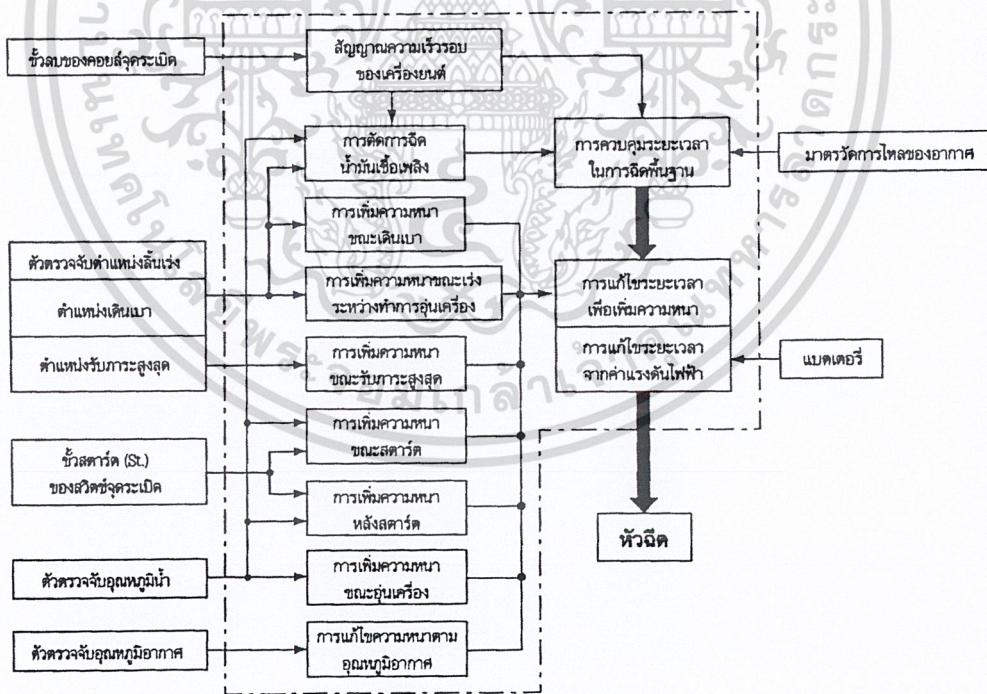 ขั้วลบของคอยล์จุดระเบิด
สัญญาณความเร็วรอบ
ของเครื่องยนต์
การตัดการฉีด
น้ำมันเชื้อเพลิง
การควบคุมระยะเวลา
ในการฉีดพื้นฐาน
มาตรวัดการไหลของอากาศ
การเพิ่มความหนา
ขณะเดินเบา
ตัวตรวจจับตำแหน่งลิ้นเร่ง
ตำแหน่งเดินเบา
ตำแหน่งรับภาระสูงสุด
การเพิ่มความหนาขณะเร่ง
ระหว่างทำการอุ่นเครื่อง
การแก้ไขระยะเวลา
เพื่อเพิ่มความหนา
การแก้ไขระยะเวลา
จากค่าแรงดันไฟฟ้า
แบตเตอรี่
การเพิ่มความหนา
ขณะรับภาระสูงสุด
การเพิ่มความหนา
ขณะสตาร์ต
ขั้วสตาร์ต (St.)
ของสวิตซ์จุดระเบิด
การเพิ่มความหนา
หลังสตาร์ต
หัวฉีด
ตัวตรวจจับอุณหภูมิน้ำ
การเพิ่มความหนา
ขณะอุ่นเครื่อง
ตัวตรวจจับอุณหภูมิอากาศ
การแก้ไขความหนาตาม
อุณหภูมิอากาศ